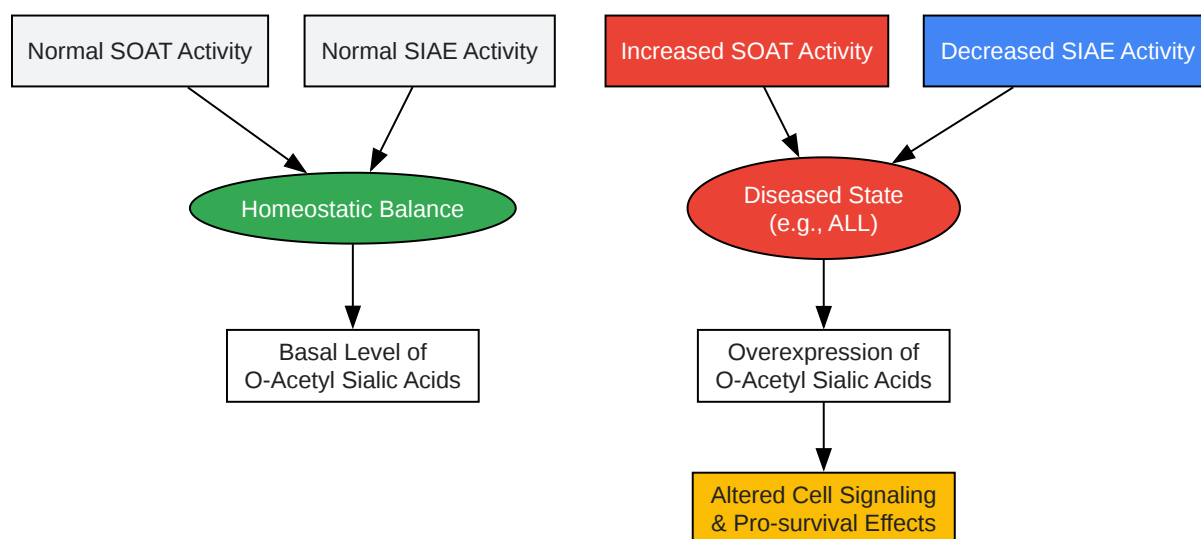 Normal SOAT Activity
Normal SIAE Activity
Increased SOAT Activity
Decreased SIAE Activity
Homeostatic Balance
Diseased State
(e.g., ALL)
Basal Level of
O-Acetyl Sialic Acids
Overexpression of
O-Acetyl Sialic Acids
Altered Cell Signaling
& Pro-survival Effects